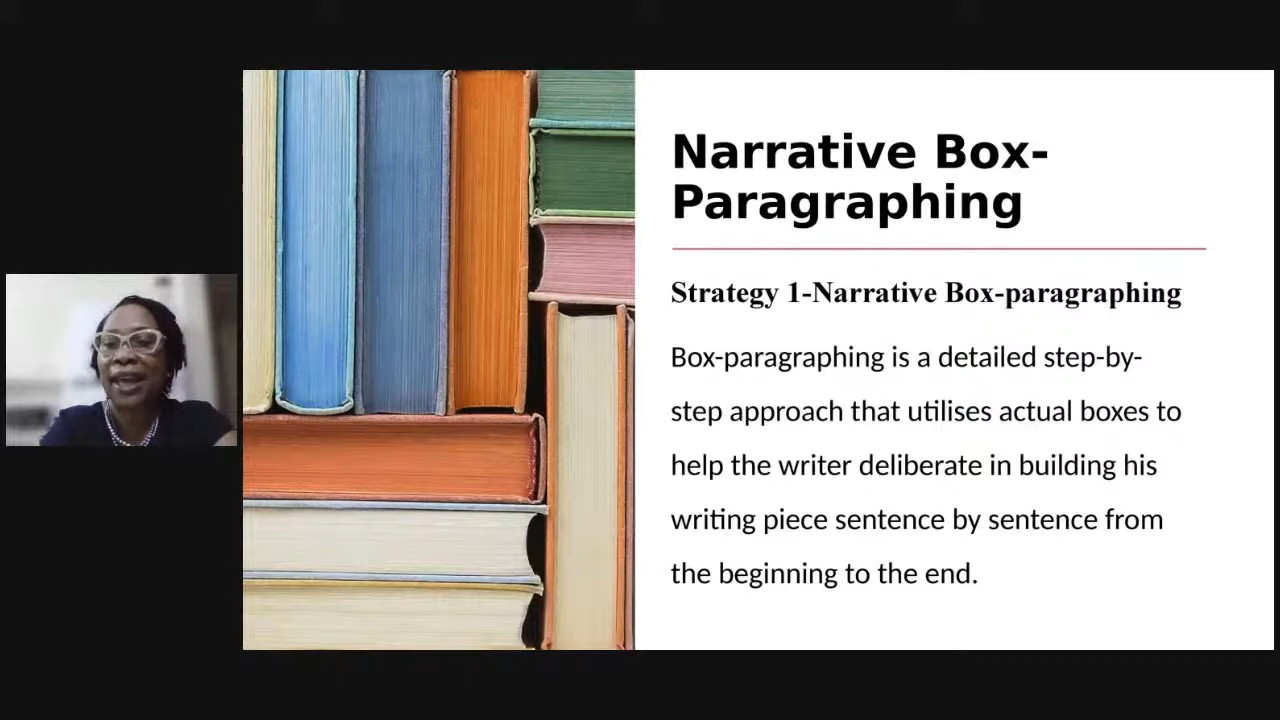 Narrative Box-
Paragraphing
Strategy 1-Narrative Box-paragraphing
Box-paragraphing is a detailed step-by-
step approach that utilises actual boxes to
help the writer deliberate in building his
writing piece sentence by sentence from
the beginning to the end.